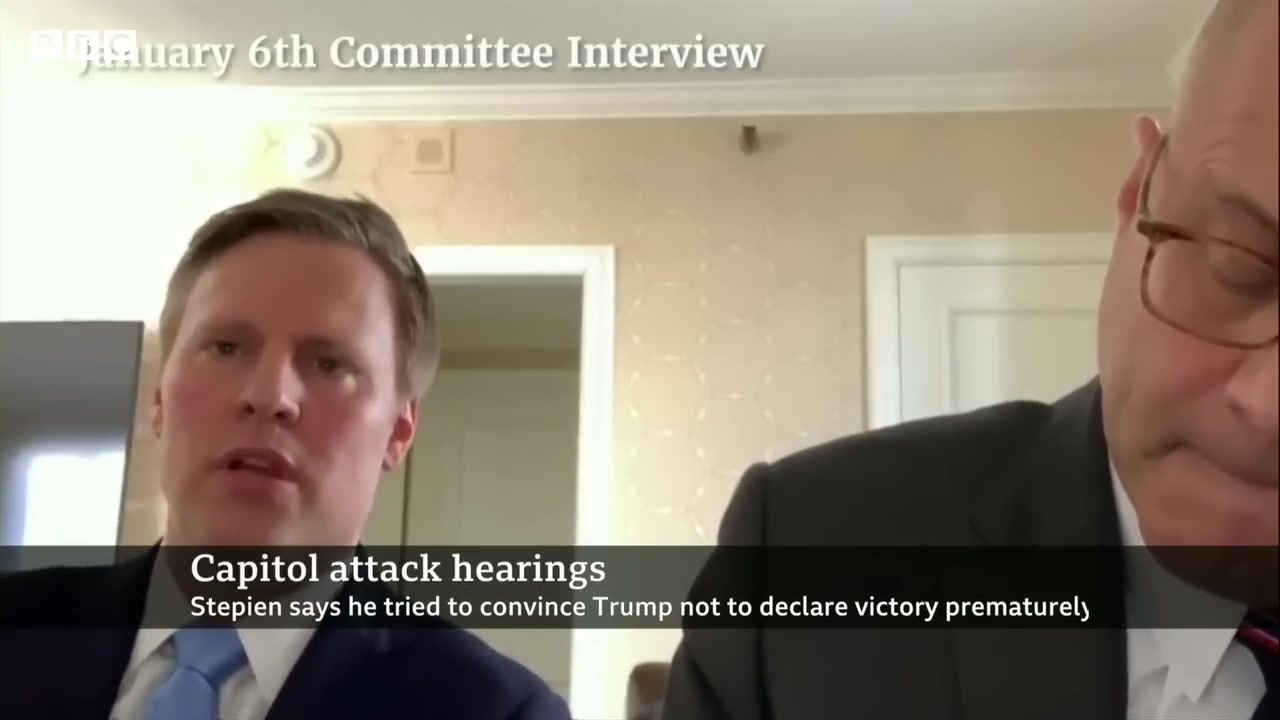 BBC
January 6th Committee Interview
Capitol attack hearings
Stepien says he tried to convince Trump not to declare victory prematurely